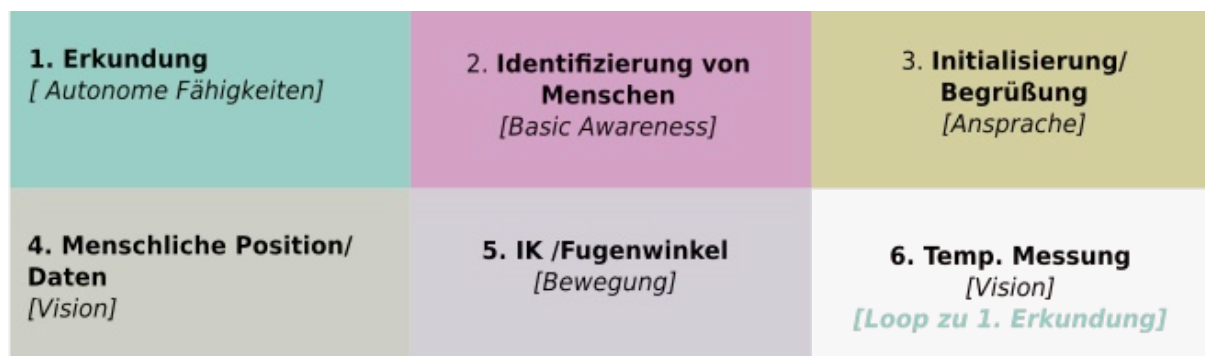 1. Erkundung
[ Autonome Fähigkeiten]
2. Identifizierung von
Menschen
[Basic Awareness]
3. Initialisierung/
Begrüßung
[Ansprache]
4. Menschliche Position/
Daten
[Vision]
5. IK /Fugenwinkel
[Bewegung]
6. Temp. Messung
[Vision]
[Loop zu 1. Erkundung]